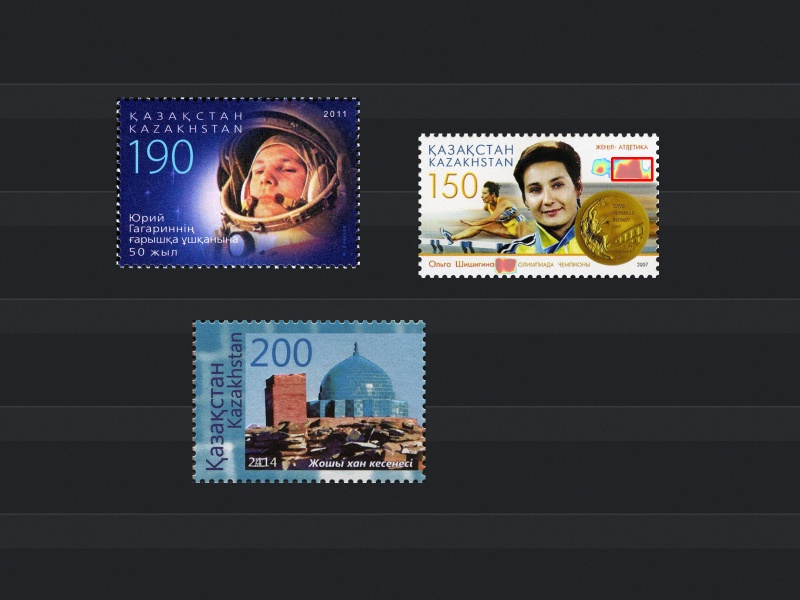 ҚАЗАҚСТАН
KAZAKHSTAN
2011
190
Юрий
Гагариннің
ғарышқа ұшқанына
50 жыл
ҚАЗАҚСТАН
KAZAKHSTAN
150
ЖЕҢІЛ АТЛЕТИКА
Ольга Шишигина
ОЛИМПИАДА ЧЕМПИОНЫ
2007
Қазақстан
Kazakhstan
200
Жошы хан кесенесі